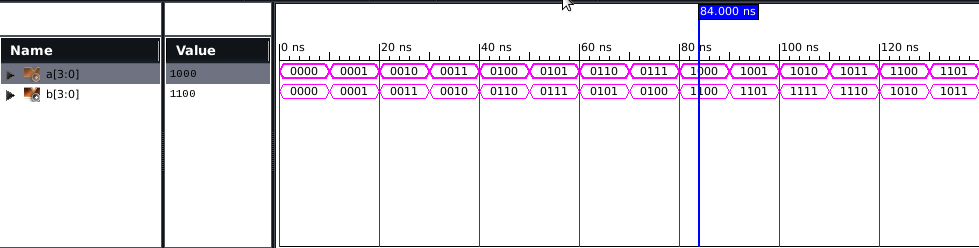 84.000 ns
Name Value 0 ns 20 ns 40 ns 60 ns 80 ns 100 ns 120 ns
a[3:0] 1000 0000 0001 0010 0011 0100 0101 0110 0111 1000 1001 1010 1011 1100 1101
b[3:0] 1100 0000 0001 0011 0010 0110 0111 0101 0100 1100 1101 1111 1110 1010 1011